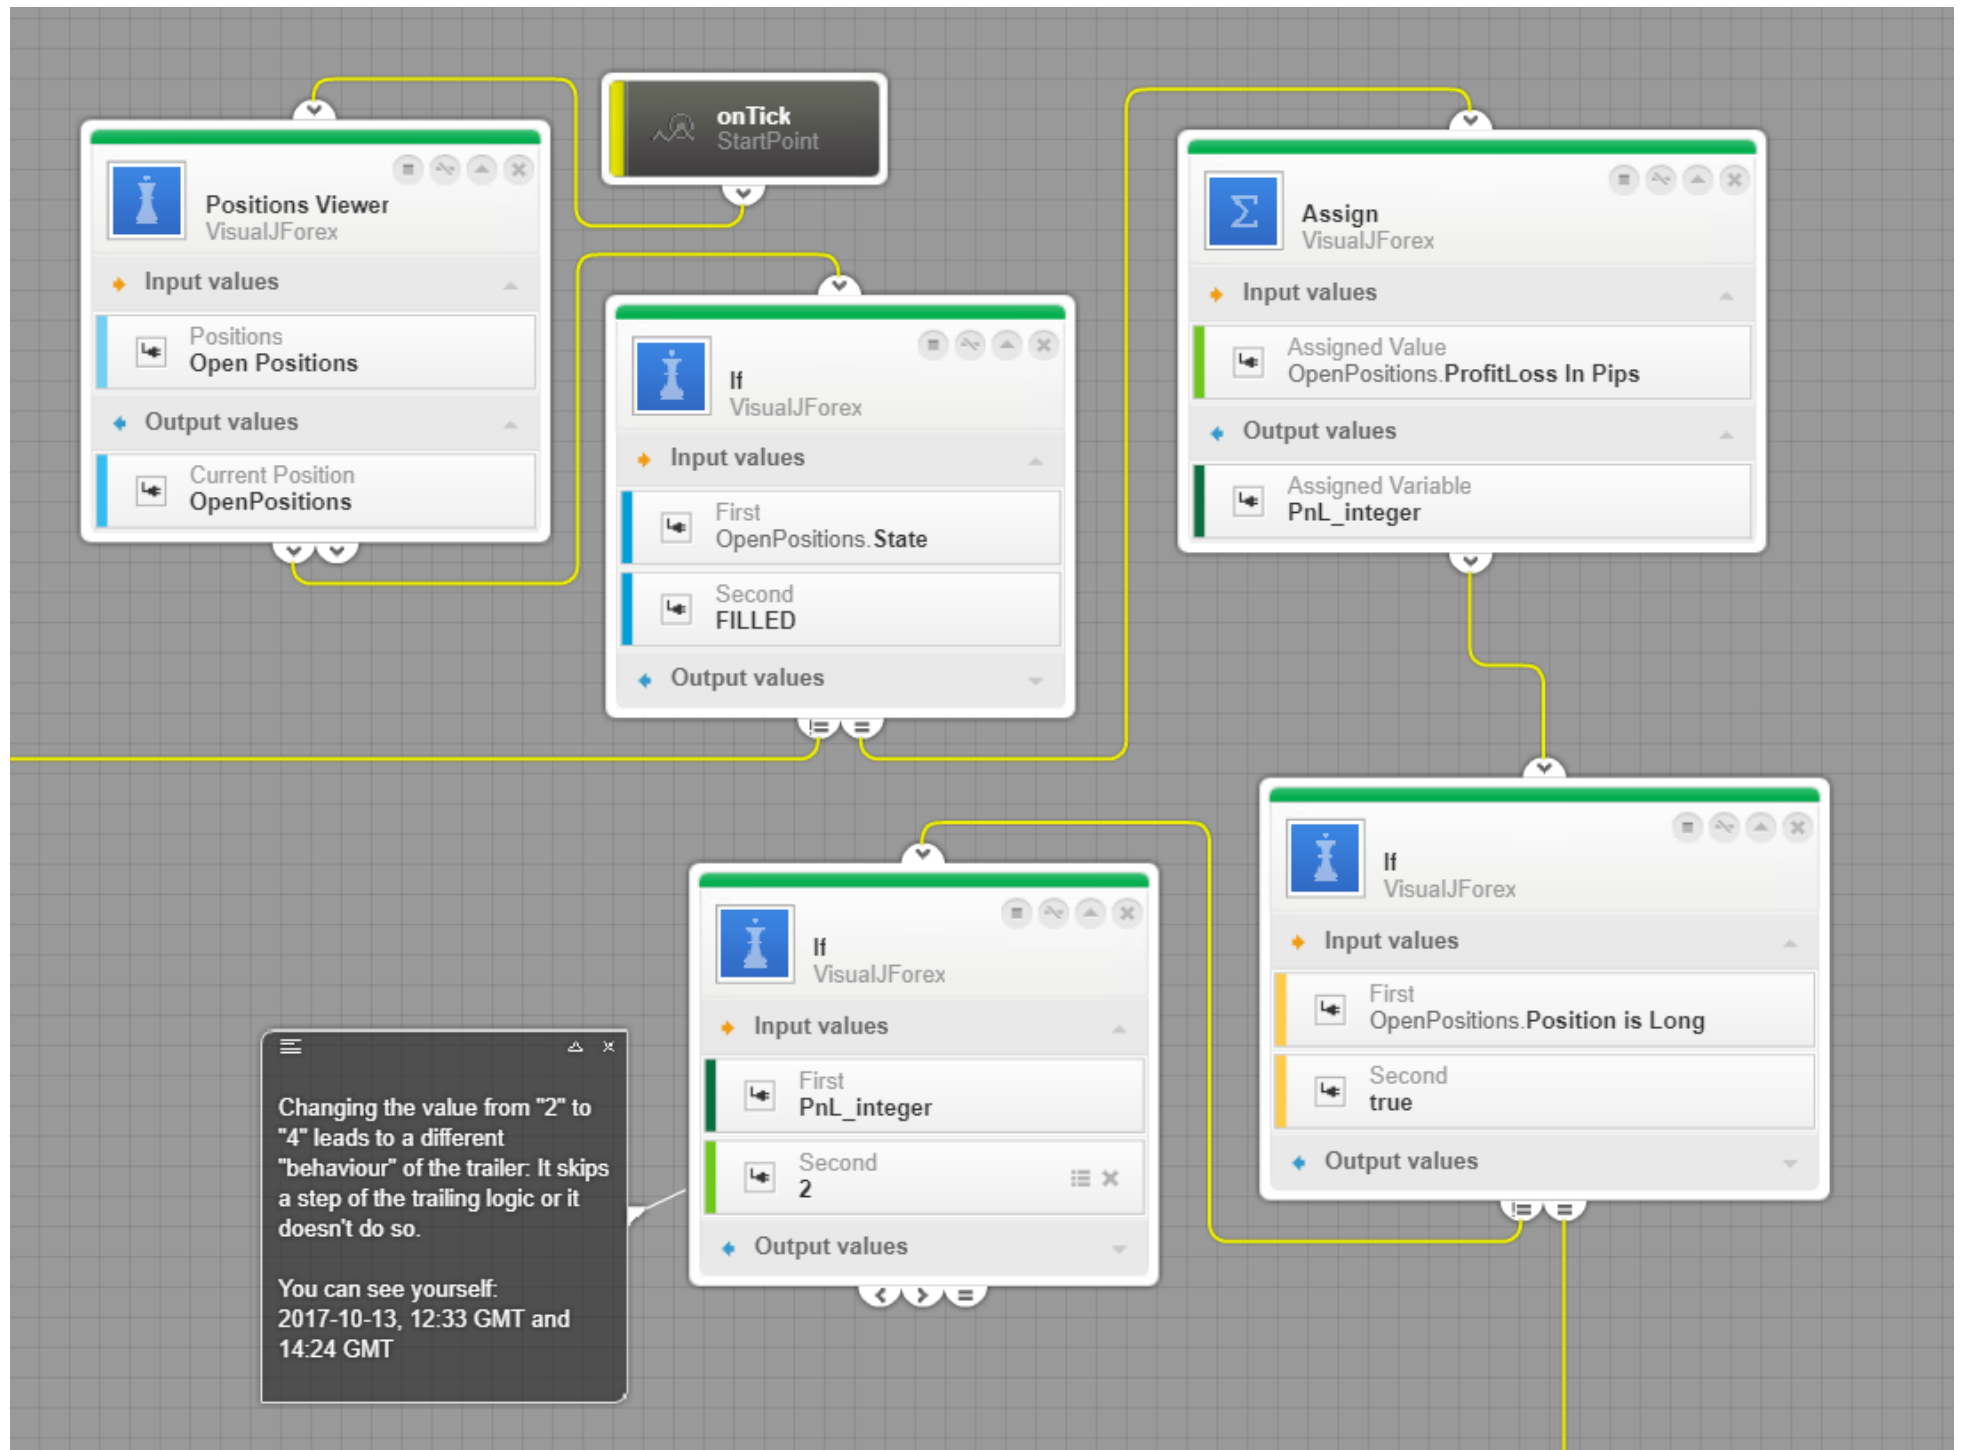 onTick
StartPoint
Positions Viewer
VisualJForex
Input values
Positions
Open Positions
Output values
Current Position
OpenPositions
If
VisualJForex
Input values
First
OpenPositions.State
Second
FILLED
Output values
!=
=
Σ
Assign
VisualJForex
Input values
Assigned Value
OpenPositions.ProfitLoss In Pips
Output values
Assigned Variable
PnL_integer
If
VisualJForex
Input values
First
OpenPositions.Position is Long
Second
true
Output values
!=
=
If
VisualJForex
Input values
First
PnL_integer
Second
2
Output values
<
>
=
Changing the value from "2" to
"4" leads to a different
"behaviour" of the trailer: It skips
a step of the trailing logic or it
doesn't do so.
You can see yourself:
2017-10-13, 12:33 GMT and
14:24 GMT